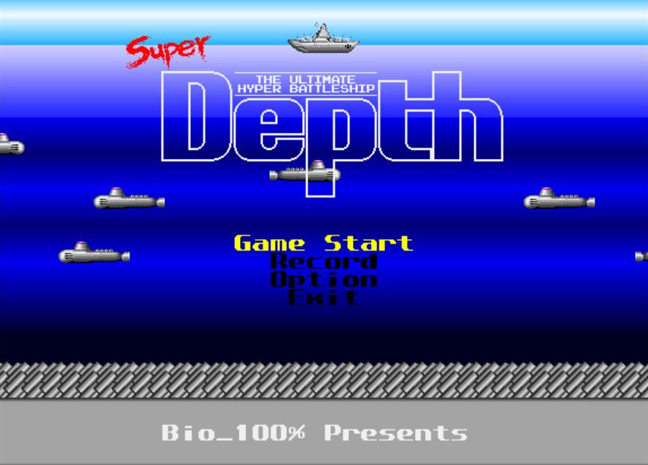 Super
THE ULTIMATE
HYPER BATTLESHIP
Depth
Game Start
Record
Option
Exit
Bio_100% Presents